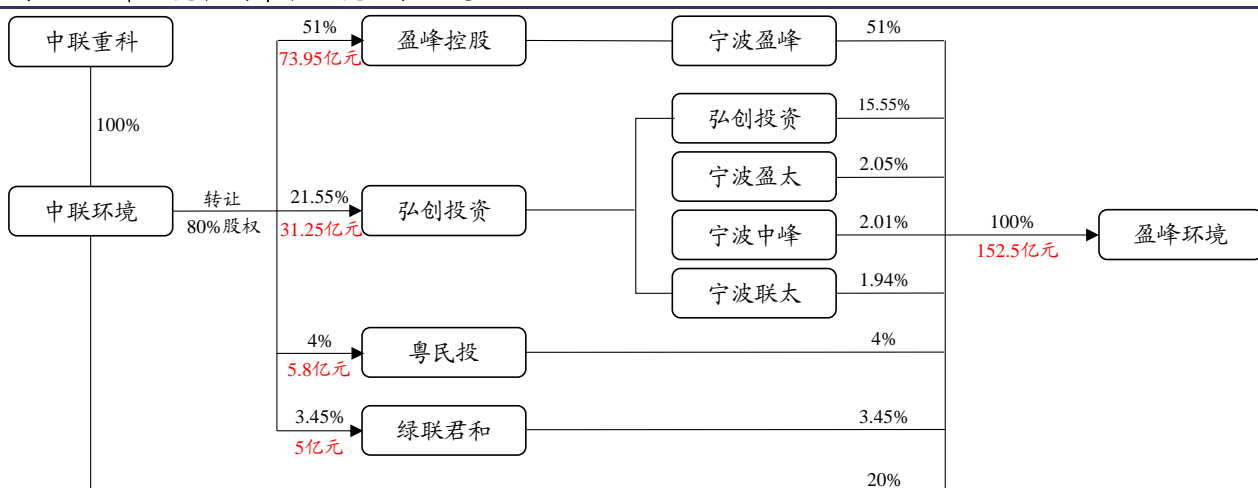 51%
51%
中联重科
盈峰控股
宁波盈峰
73.95亿元
15.55%
弘创投资
100%
2.05%
宁波盈太
转让
21.55%
中联环境
弘创投资
2.01%
100%
宁波中峰
盈峰环境
80%股权
31.25亿元
152.5亿元
1.94%
宁波联太
4%
4%
粤民投
5.8亿元
3.45%
3.45%
绿联君和
5亿元
20%